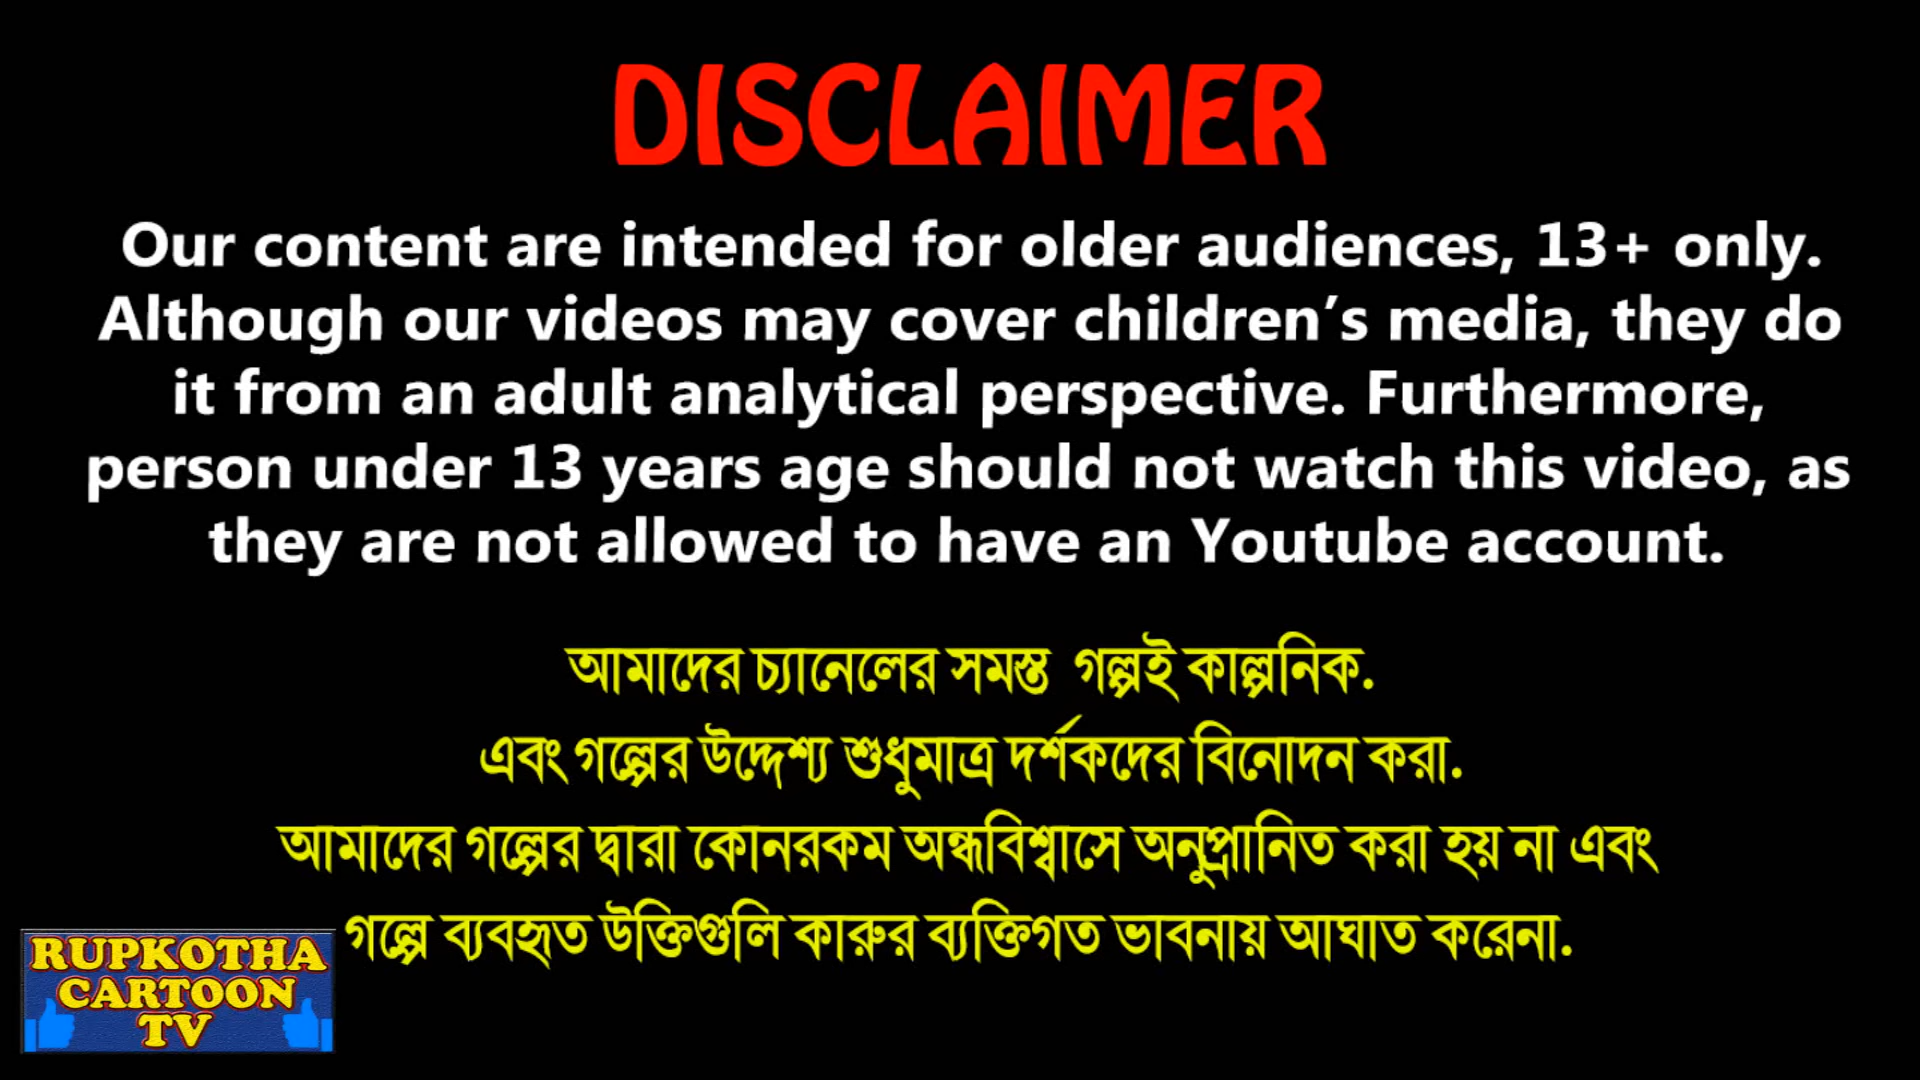 DISCLAIMER
Our content are intended for older audiences, 13+ only.
Although our videos may cover children’s media, they do
it from an adult analytical perspective. Furthermore,
person under 13 years age should not watch this video, as
they are not allowed to have an Youtube account.
আমাদের চ্যানেলের সমস্ত গল্পই কাল্পনিক.
এবং গল্পের উদ্দেশ্য শুধুমাত্র দর্শকদের বিনোদন করা.
আমাদের গল্পের দ্বারা কোনরকম অন্ধবিশ্বাসে অনুপ্রানিত করা হয় না এবং
গল্পে ব্যবহৃত উক্তিগুলি কারুর ব্যক্তিগত ভাবনায় আঘাত করেনা.
RUPKOTHA
CARTOON
TV